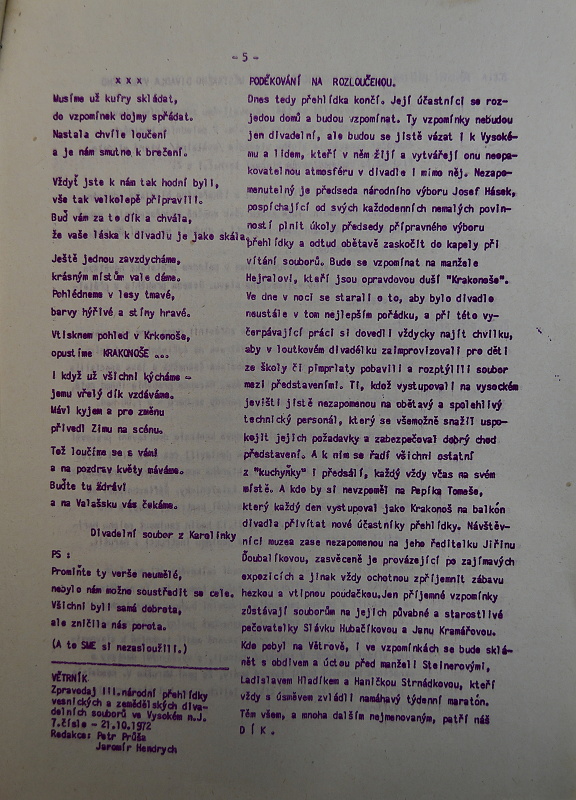 - 5 -
x x x
Musíme už kufry skládat,
do vzpomínek dojmy spřádat.
Nastala chvíle loučení
a je nám smutno k brečení.
Vždyť jste k nám tak hodní byli,
vše tak velkolepě připravili.
Buď vám za to dík a chvála,
že vaše láska k divadlu je jako skála.
Ještě jednou zavzdycháme,
krásným místům vale dáme.
Pohlédneme v lesy tmavé,
barvy hýřivé a stíny hravé.
Vtisknem pohled v Krkonoše,
opustíme KRAKONOŠE ...
I když už všichni kýcháme -
jemu vřelý dík vzdáváme.
Mávl kyjem a pro změnu
přivedl Zimu na scénu.
Též loučíme se s vámi
a na pozdrav květy máváme.
Buďte tu zdrávi
a na Valašsku vás čekáme.
Divadelní soubor z Karolinky
PS :
Promiňte ty verše neumělé,
nebylo nám možno soustředit se cele.
Všichni byli samá dobrota,
ale zničila nás porota.
(A to SME si nezasloužili.)
VĚTRNÍK
Zpravodaj III.národní přehlídky
vesnických a zemědělských diva-
delních souborů ve Vysokém n.J.
7.číslo - 21.10.1972
Redakce: Petr Průša
Jaromír Hendrych
PODĚKOVÁNÍ NA ROZLOUČENOU.
Dnes tedy přehlídka končí. Její účastníci se roz-
jedou domů a budou vzpomínat. Ty vzpomínky nebudou
jen divadelní, ale budou se jistě vázat i k Vysoké-
mu a lidem, kteří v něm žijí a vytvářejí onu neopa-
kovatelnou atmosféru v divadle i mimo něj. Nezapo-
menutelný je předseda národního výboru Josef Hásek,
pospíchající od svých každodenních nemalých povin-
ností plnit úkoly předsedy přípravného výboru
přehlídky a odtud obětavě zaskočit do kapely při
vítání souborů. Bude se vzpomínat na manžele
Hejralovi, kteří jsou opravdovou duší "Krakonoše".
Ve dne v noci se starali o to, aby bylo divadlo
neustále v tom nejlepším pořádku, a při této vy-
čerpávající práci si dovedli vždycky najít chvilku,
aby v loutkovém divadélku zaimprovizovali pro děti
ze školy či pimprlaty pobavili a rozptýlili soubor
mezi představeními. Ti, kdož vystupovali na vysockém
jevišti jistě nezapomenou na obětavý a spolehlivý
technický personál, který se všemožně snažil uspo-
kojit jejich požadavky a zabezpečoval dobrý chod
představení. A k nim se řadí všichni ostatní
z "kuchyňky" i předsálí, každý vždy včas na svém
místě. A kdo by si nevzpoměl na Pepíka Tomeše,
který každý den vystupoval jako Krakonoš na balkón
divadla přivítat nové účastníky přehlídky. Návštěv-
níci muzea zase nezapomenou na jeho ředitelku Jiřinu
Doubalíkovou, zasvěceně je provázející po zajímavých
expozicích a jinak vždy ochotnou zpříjemnit zábavu
hezkou a vtipnou poudačkou.Jen příjemné vzpomínky
zůstávají souborům na jejich půvabné a starostlivé
pečovatelky Slávku Hubačíkovou a Janu Kramářovou.
Kdo pobyl na Větrově, i ve vzpomínkách se bude sklá-
nět s obdivem a úctou před manželi Steinerovými,
Ladislavem Hladíkem a Haničkou Strnádkovou, kteří
vždy s úsměvem zvládli namáhavý týdenní maratón.
Těm všem, a mnoha dalším nejmenovaným, patří náš
D Í K .